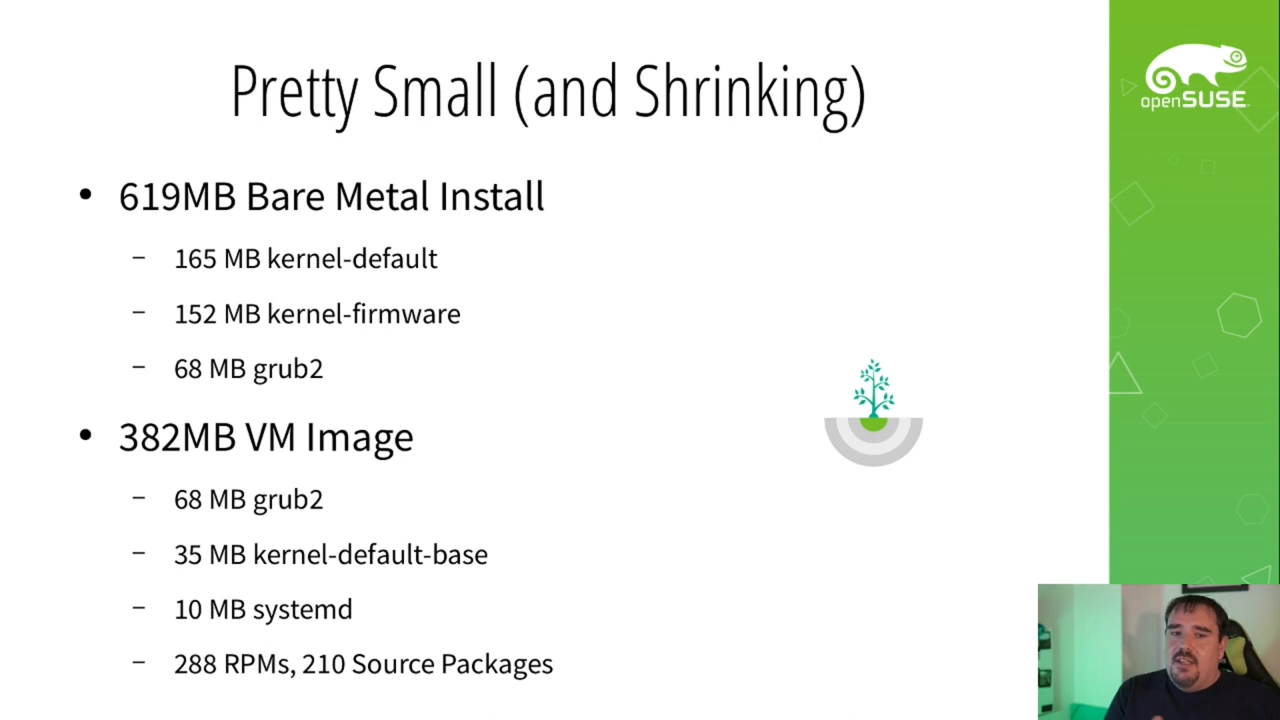 Pretty Small (and Shrinking)
openSUSE
• 619MB Bare Metal Install
– 165 MB kernel-default
– 152 MB kernel-firmware
– 68 MB grub2
• 382MB VM Image
– 68 MB grub2
– 35 MB kernel-default-base
– 10 MB systemd
– 288 RPMs, 210 Source Packages